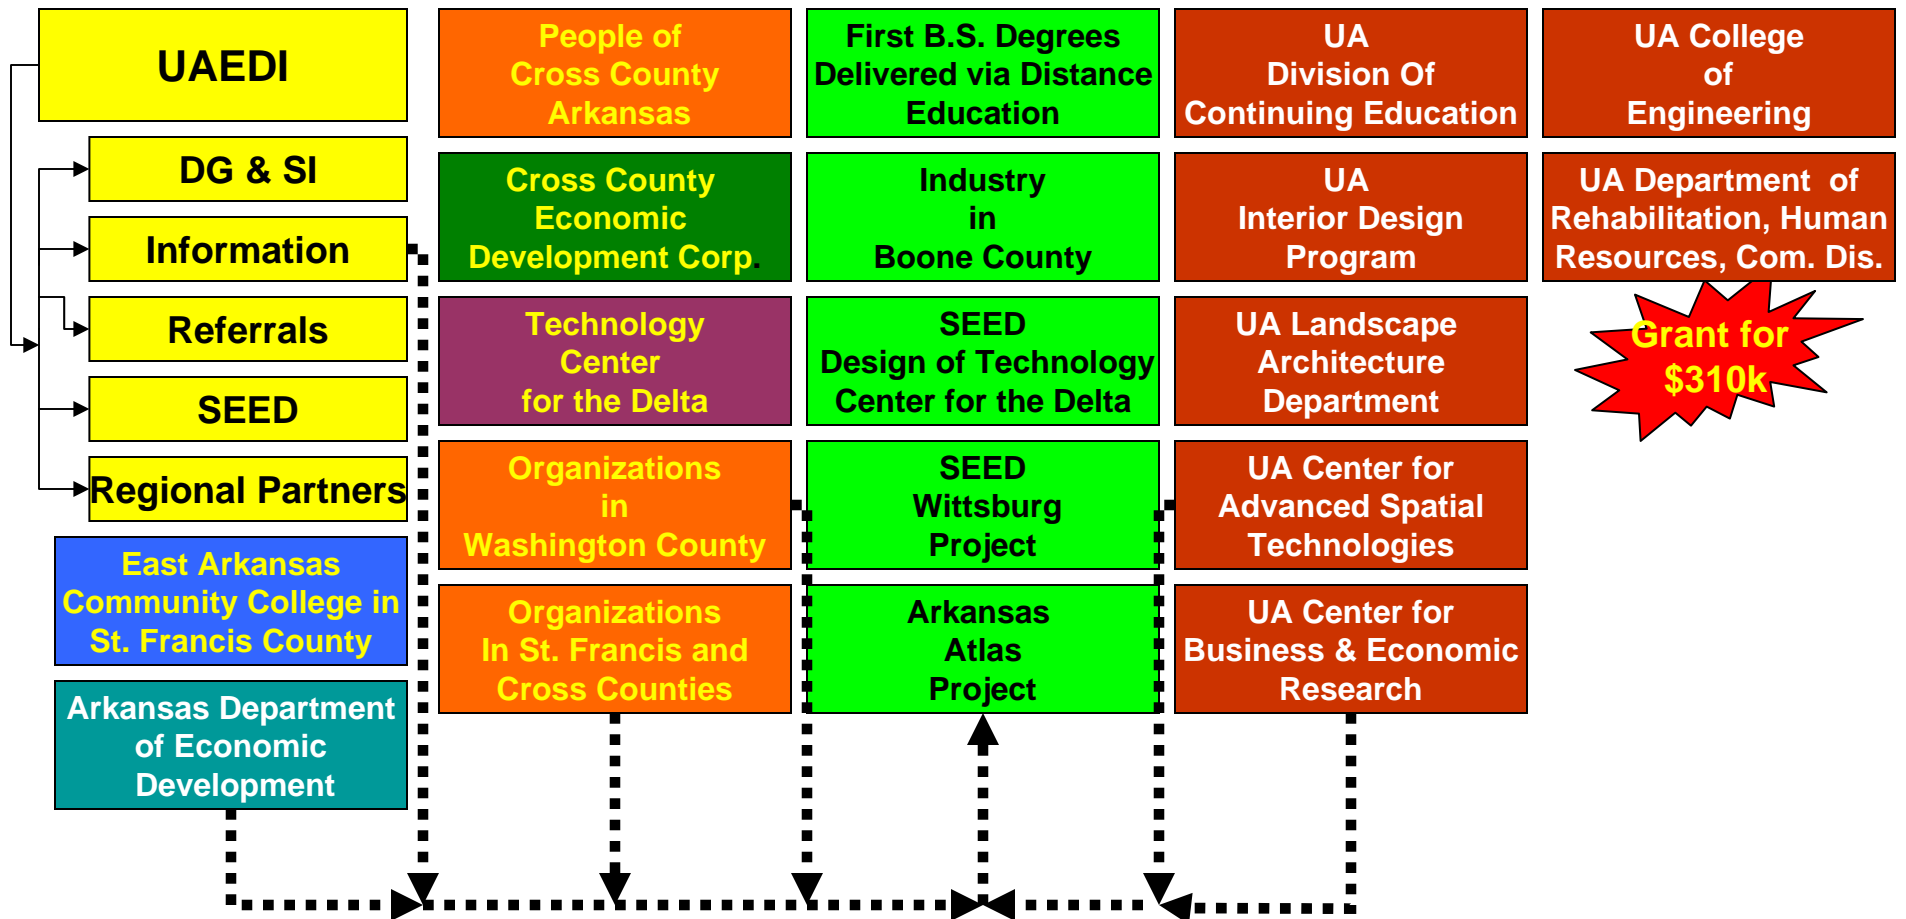 UAEDI
DG & SI
Information
Referrals
SEED
Regional Partners
East Arkansas
Community College in
St. Francis County
Arkansas Department
of Economic
Development
People of
Cross County
Arkansas
Cross County
Economic
Development Corp.
Technology
Center
for the Delta
Organizations
in
Washington County
Organizations
In St. Francis and
Cross Counties
First B.S. Degrees
Delivered via Distance
Education
Industry
in
Boone County
SEED
Design of Technology
Center for the Delta
SEED
Wittsburg
Project
Arkansas
Atlas
Project
UA
Division Of
Continuing Education
UA
Interior Design
Program
UA Landscape
Architecture
Department
UA Center for
Advanced Spatial
Technologies
UA Center for
Business & Economic
Research
UA College
of
Engineering
UA Department of
Rehabilitation, Human
Resources, Com. Dis.
Grant for
$310k